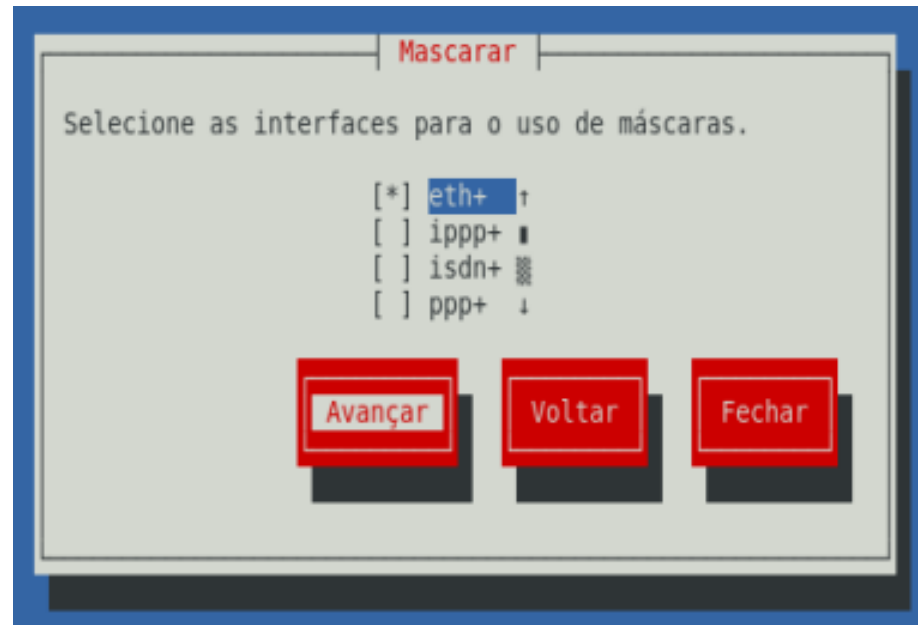 Mascarar
Selecione as interfaces para o uso de máscaras.
[*] eth+ ↑
[ ] ippp+
[ ] isdn+
[ ] ppp+ ↓
Avançar Voltar Fechar